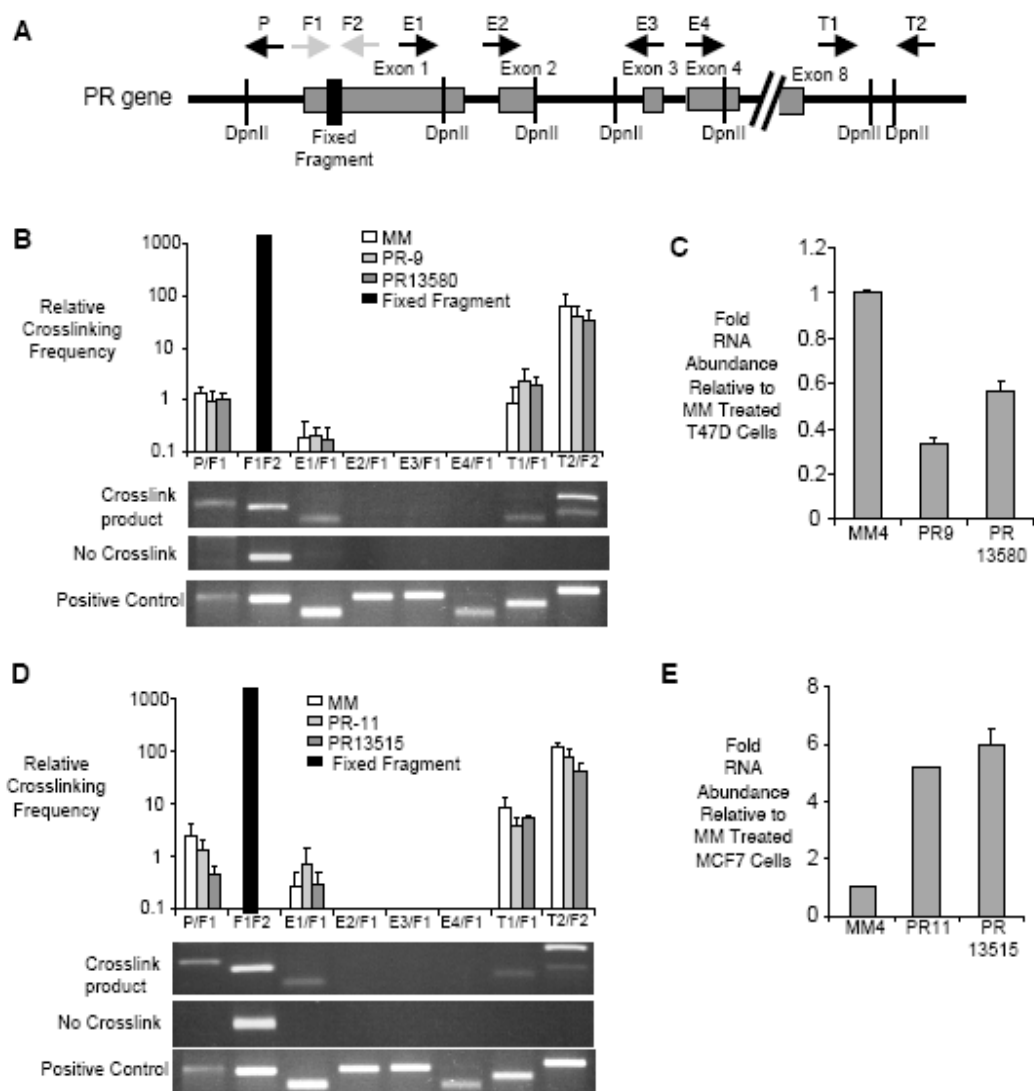 A
P F1 F2 E1 E2 E3 E4 T1 T2
Exon 1 Exon 2 Exon 3 Exon 4 Exon 8
PR gene
DpnII DpnII DpnII DpnII DpnII DpnII DpnII
Fixed
Fragment
B
1000
100
10
1
0.1
Relative
Crosslinking
Frequency
MM
PR-9
PR13580
Fixed Fragment
P/F1 F1F2 E1/F1 E2/F1 E3/F1 E4/F1 T1/F1 T2/F2
Crosslink
product
No Crosslink
Positive Control
C
1.2
1
0.8
0.6
0.4
0.2
0
Fold
RNA
Abundance
Relative to
MM Treated
T47D Cells
MM4 PR9 PR
13580
D
1000
100
10
1
0.1
Relative
Crosslinking
Frequency
MM
PR-11
PR13515
Fixed Fragment
P/F1 F1F2 E1/F1 E2/F1 E3/F1 E4/F1 T1/F1 T2/F2
Crosslink
product
No Crosslink
Positive Control
E
8
6
4
2
0
Fold
RNA
Abundance
Relative to
MM Treated
MCF7 Cells
MM4 PR11 PR
13515